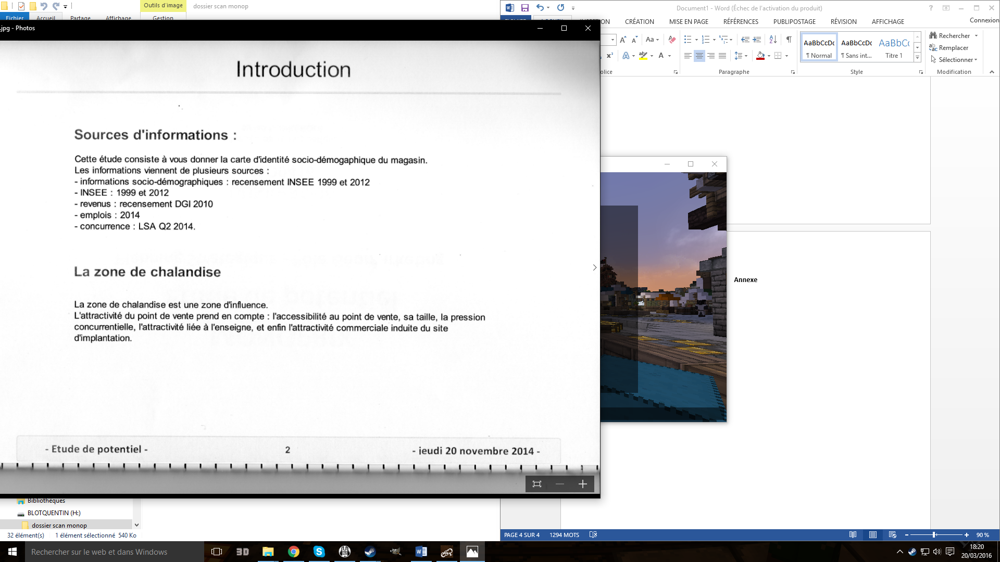 Outils d'image
dossier scan monop
Fichier
Accueil
Partage
Affichage
Gestion
.jpg - Photos
Introduction
Sources d'informations :
Cette étude consiste à vous donner la carte d'identité socio-démogaphique du magasin.
Les informations viennent de plusieurs sources :
- informations socio-démographiques : recensement INSEE 1999 et 2012
- INSEE : 1999 et 2012
- revenus : recensement DGI 2010
- emplois : 2014
- concurrence : LSA Q2 2014.
La zone de chalandise
La zone de chalandise est une zone d'influence.
L'attractivité du point de vente prend en compte : l'accessibilité au point de vente, sa taille, la pression
concurrentielle, l'attractivité liée à l'enseigne, et enfin l'attractivité commerciale induite du site
d'implantation.
- Etude de potentiel -
2
- jeudi 20 novembre 2014 -
Bibliothèques
BLOTQUENTIN (H:)
dossier scan monop
32 élément(s)
1 élément sélectionné 540 Ko
Document1 - Word (Échec de l'activation du produit)
CRÉATION
MISE EN PAGE
RÉFÉRENCES
PUBLIPOSTAGE
RÉVISION
AFFICHAGE
Connexion
AaBbCcDc
¶ Normal
AaBbCcDc
¶ Sans int...
AaBbCc
Titre 1
Rechercher
Remplacer
Sélectionner
Paragraphe
Style
Modification
Annexe
PAGE 4 SUR 4
1294 MOTS
90 %
Rechercher sur le web et dans Windows
3D
18:20
20/03/2016